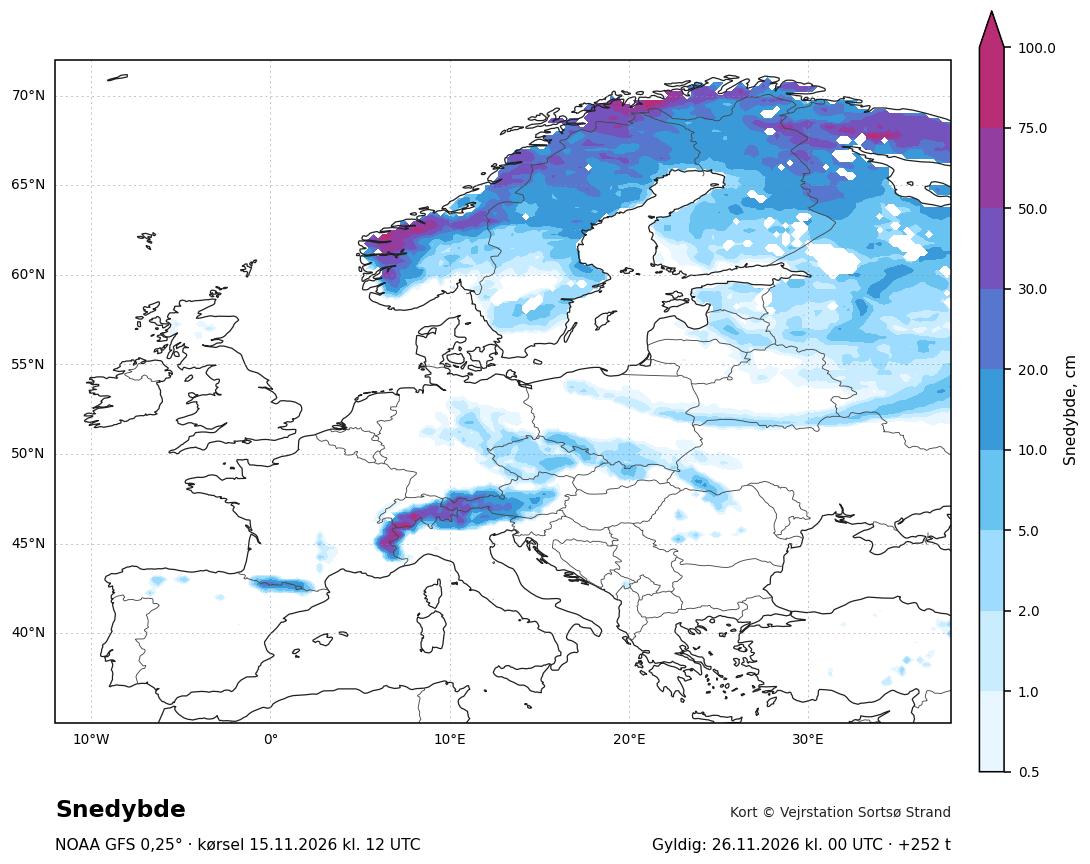 100.0
75.0
50.0
30.0
20.0
10.0
5.0
2.0
1.0
0.5
Snedybde, cm
70°N
65°N
60°N
55°N
50°N
45°N
40°N
10°W
0°
10°E
20°E
30°E
Snedybde
Kort © Vejrstation Sortsø Strand
NOAA GFS 0,25° · kørsel 15.11.2026 kl. 12 UTC
Gyldig: 26.11.2026 kl. 00 UTC · +252 t